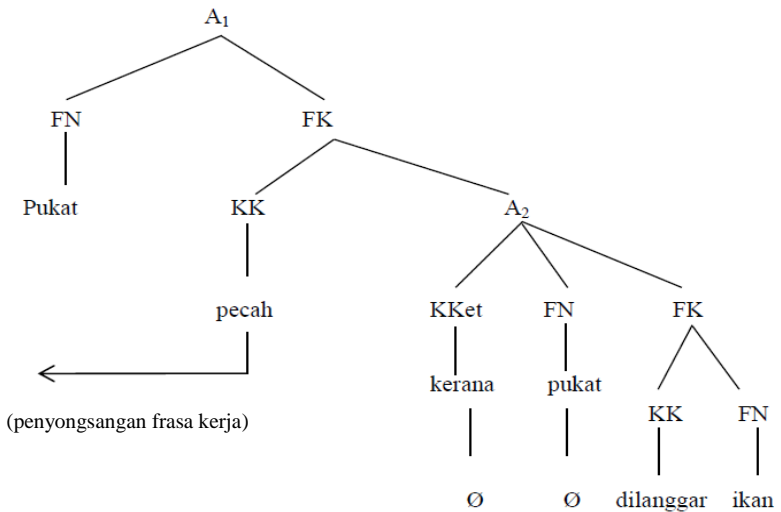 A₁
FN FK
Pukat KK A₂
pecah KKet FN FK
kerana pukat
(penyongsangan frasa kerja) KK FN
Ø Ø dilanggar ikan